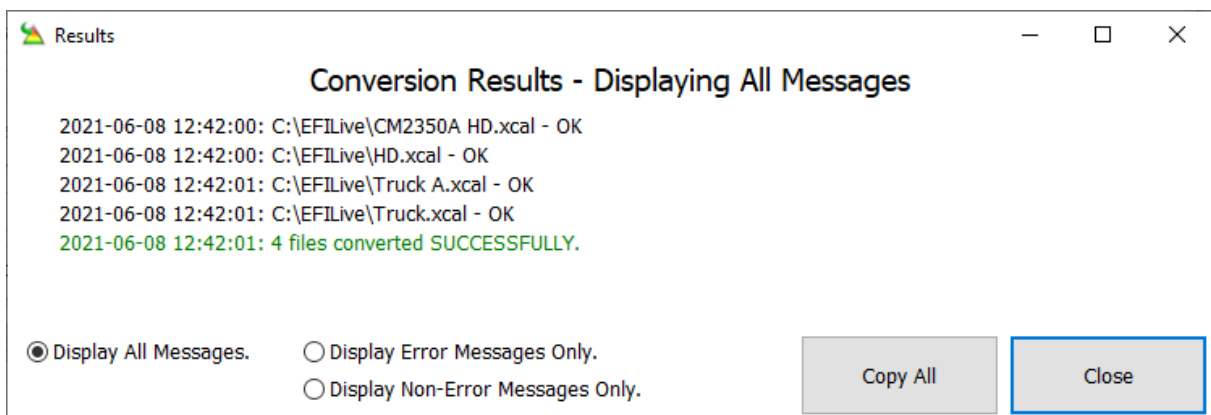 Results
Conversion Results - Displaying All Messages
2021-06-08 12:42:00: C:\EFILive\CM2350A HD.xcal - OK
2021-06-08 12:42:00: C:\EFILive\HD.xcal - OK
2021-06-08 12:42:01: C:\EFILive\Truck A.xcal - OK
2021-06-08 12:42:01: C:\EFILive\Truck.xcal - OK
2021-06-08 12:42:01: 4 files converted SUCCESSFULLY.
Display All Messages.
Display Error Messages Only.
Display Non-Error Messages Only.
Copy All
Close